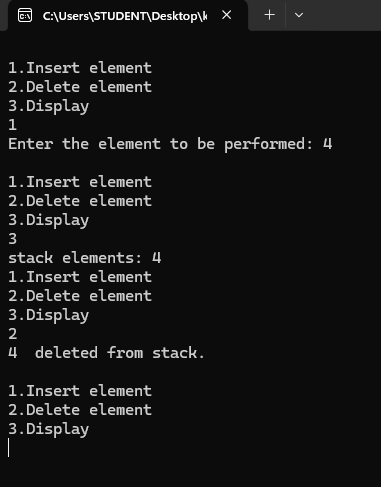 C:\Users\STUDENT\Desktop\k
1.Insert element
2.Delete element
3.Display
1
Enter the element to be performed: 4
1.Insert element
2.Delete element
3.Display
3
stack elements: 4
1.Insert element
2.Delete element
3.Display
2
4  deleted from stack.
1.Insert element
2.Delete element
3.Display